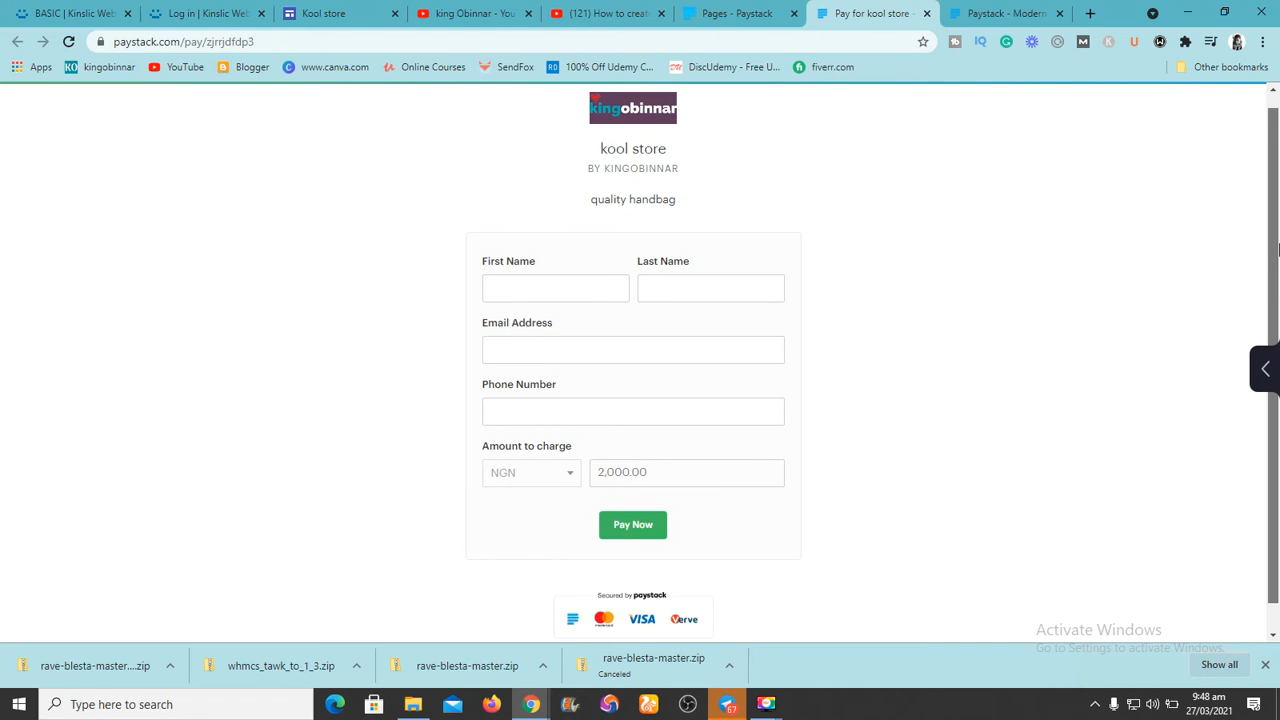 BASIC | Kinslic Web
Log in | Kinslic Web
Kool store
king Obinnar - You
(121) How to create
Pages - Paystack
Pay for kool store -
Paystack - Modern
paystack.com/pay/zjrrjdfdp3
Apps
kingobinnar
YouTube
Blogger
www.canva.com
Online Courses
SendFox
100% Off Udemy C...
DiscUdemy - Free U...
fiverr.com
Other bookmarks
kingobinnar
kool store
BY KINGOBINNAR
quality handbag
First Name
Last Name
Email Address
Phone Number
Amount to charge
NGN
2,000.00
Pay Now
Secured by paystack
mastercard VISA Verve
Activate Windows
Go to Settings to activate Windows.
rave-blesta-master....zip
whmcs_tawk_to_1_3.zip
rave-blesta-master.zip
rave-blesta-master.zip
Canceled
Show all
Type here to search
67
9:48 am
27/03/2021